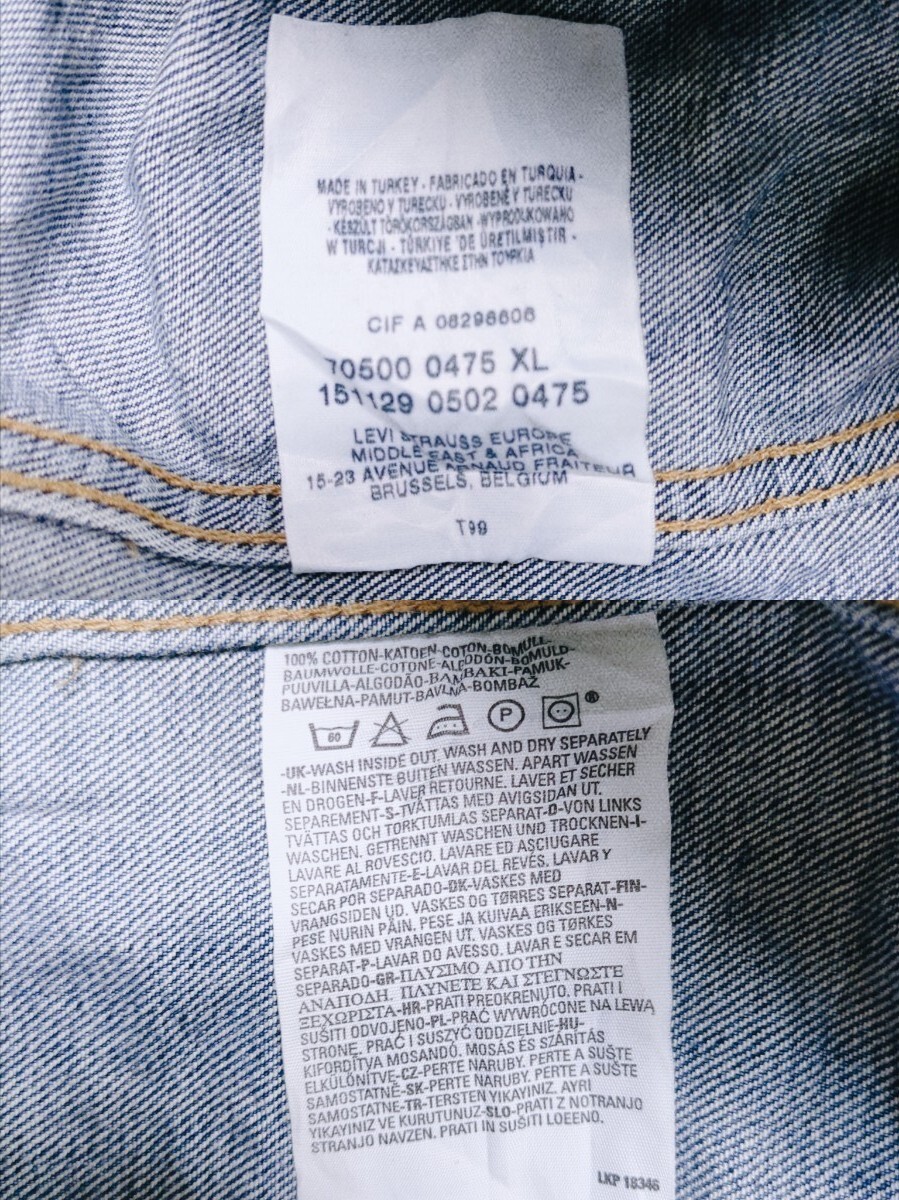 MADE IN TURKEY - FABRICADO EN TURQUIA -
VYROBENO V TURECKU - VYROBENÉ V TURECKU
- KESZÜLT TÖRÖKORSZÁGBAN - WYPRODUKOWANO
W TURCJI - TÜRKIYE 'DE ÜRETILMIŞTIR -
ΚΑΤΑΣΚΕΥΑΣΤΗΚΕ ΣΤΗΝ ΤΟΥΡΚΙΑ
CIF A 08296606
70500 0475 XL
151129 0502 0475
LEVI STRAUSS EUROPE
MIDDLE EAST & AFRICA
15-23 AVENUE ARNAUD FRAITEUR
BRUSSELS, BELGIUM
T99
100% COTTON-KATOEN-COTON-BOMULL-
BAUMWOLLE-COTONE-ALGODÓN-BOMULD-
PUUVILLA-ALGODÃO-ΒΑΜΒΑΚΙ-PAMUK-
BAWEŁNA-PAMUT-BAVLNA-BOMBAŽ
60 P ®
-UK-WASH INSIDE OUT. WASH AND DRY SEPARATELY
-NL-BINNENSTE BUITEN WASSEN. APART WASSEN
EN DROGEN-F-LAVER RETOURNE. LAVER ET SECHER
SEPAREMENT-S-TVÄTTAS MED AVIGSIDAN UT.
TVÄTTAS OCH TORKTUMLAS SEPARAT-D-VON LINKS
WASCHEN. GETRENNT WASCHEN UND TROCKNEN-I-
LAVARE AL ROVESCIO. LAVARE ED ASCIUGARE
SEPARATAMENTE-E-LAVAR DEL REVÉS. LAVAR Y
SECAR POR SEPARADO-DK-VASKES MED
VRANGSIDEN UD. VASKES OG TØRRES SEPARAT-FIN-
PESE NURIN PÄIN. PESE JA KUIVAA ERIKSEEN-N-
VASKES MED VRANGEN UT. VASKES OG TØRKES
SEPARAT-P-LAVAR DO AVESSO. LAVAR E SECAR EM
SEPARADO-GR-ΠΛΥΣΙΜΟ ΑΠΟ ΤΗΝ
ΑΝΑΠΟΔΗ. ΠΛΥΝΕΤΕ ΚΑΙ ΣΤΕΓΝΩΣΤΕ
ΞΕΧΩΡΙΣΤΑ-HR-PRATI PREOKRENUTO. PRATI I
SUŠITI ODVOJENO-PL-PRAĆ WYWRÓCONE NA LEWĄ
STRONĘ. PRAĆ I SUSZYĆ ODDZIELNIE-HU-
KIFORDÍTVA MOSANDÓ. MOSÁS ÉS SZÁRÍTÁS
ELKÜLÖNÍTVE-CZ-PERTE NARUBY. PERTE A SUŠTE
SAMOSTATNĚ-SK-PERTE NARUBY. PERTE A SUŠTE
SAMOSTATNE-TR-TERSTEN YIKAYINIZ. AYRI
YIKAYINIZ VE KURUTUNUZ-SLO-PRATI Z NOTRANJO
STRANJO NAVZEN. PRATI IN SUŠITI LOEENO.
LKP 18346